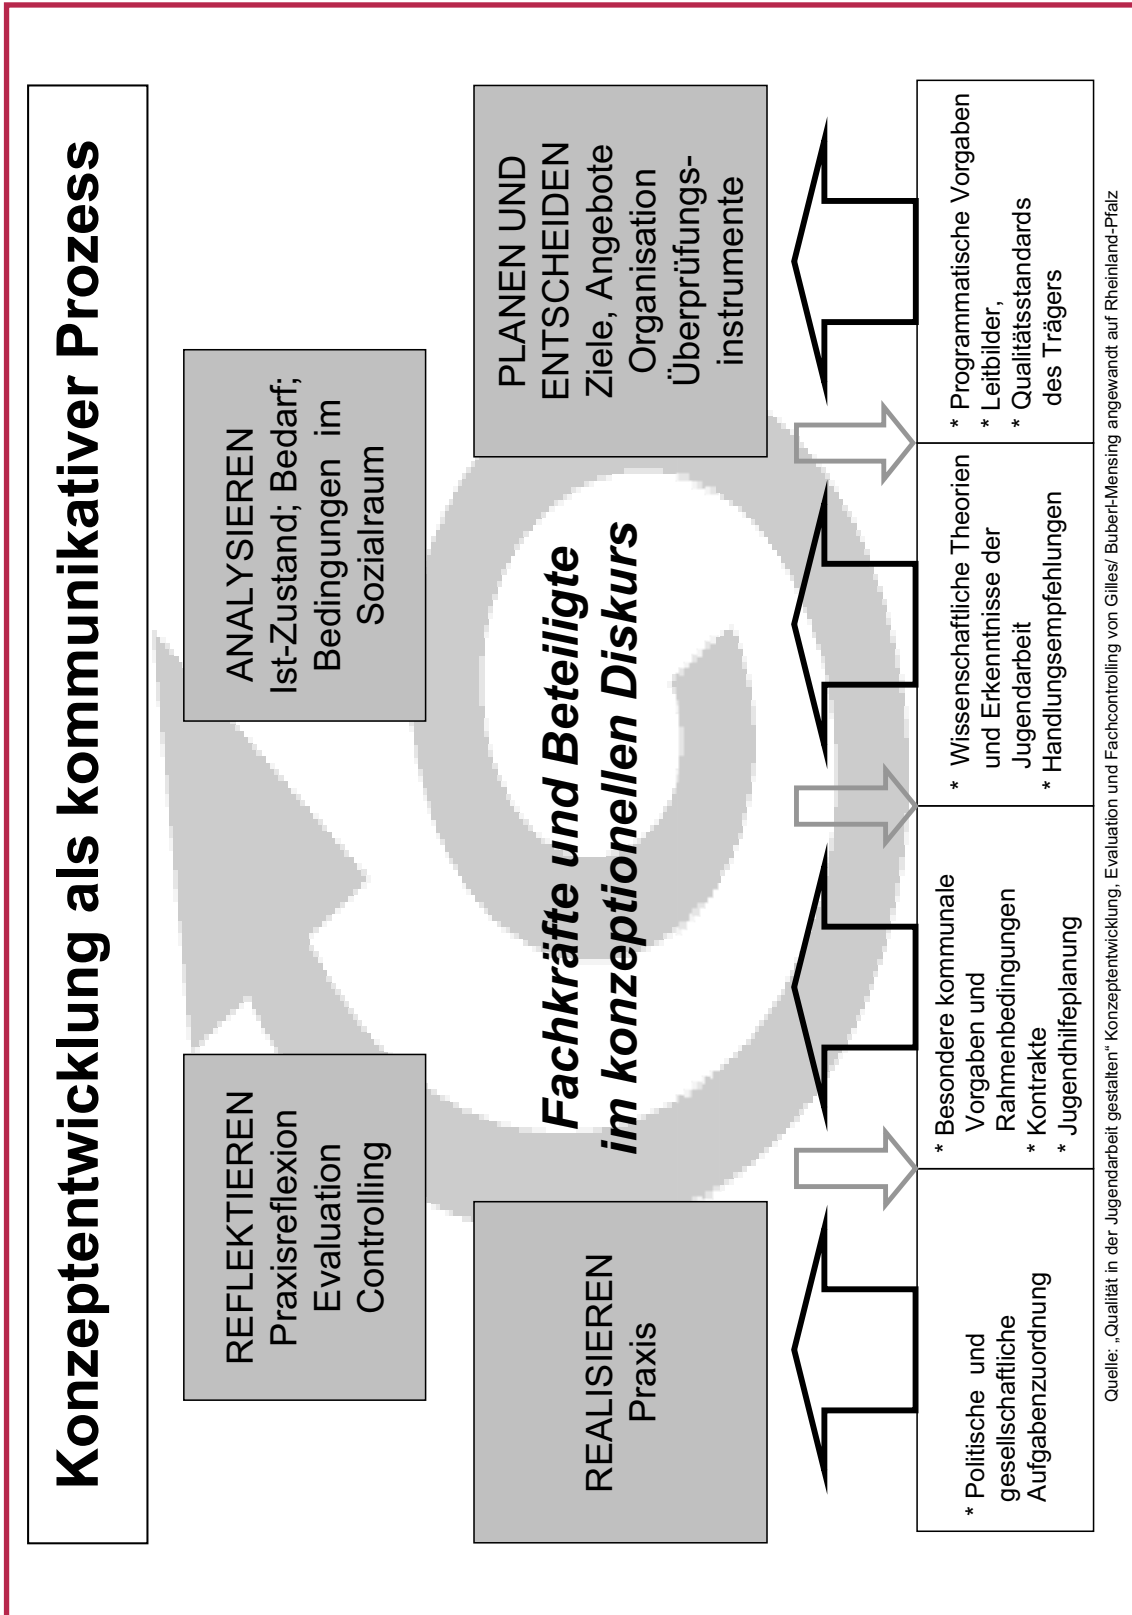 Konzeptentwicklung als kommunikativer Prozess
REFLEKTIEREN
Praxisreflexion
Evaluation
Controlling
ANALYSIEREN
Ist-Zustand; Bedarf;
Bedingungen im
Sozialraum
Fachkräfte und Beteiligte
im konzeptionellen Diskurs
REALISIEREN
Praxis
PLANEN UND
ENTSCHEIDEN
Ziele, Angebote
Organisation
Überprüfungs-
instrumente
* Politische und
gesellschaftliche
Aufgabenzuordnung
* Besondere kommunale
Vorgaben und
Rahmenbedingungen
* Kontrakte
* Jugendhilfeplanung
* Wissenschaftliche Theorien
und Erkenntnisse der
Jugendarbeit
* Handlungsempfehlungen
* Programmatische Vorgaben
* Leitbilder,
* Qualitätsstandards
des Trägers
Quelle: „Qualität in der Jugendarbeit gestalten“ Konzeptentwicklung, Evaluation und Fachcontrolling von Gilles/ Buberl-Mensing angewandt auf Rheinland-Pfalz